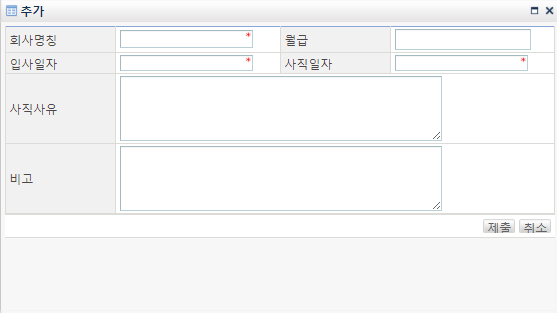 추가
회사명칭 * 월급
입사일자 * 사직일자 *
사직사유
비고
제출 취소